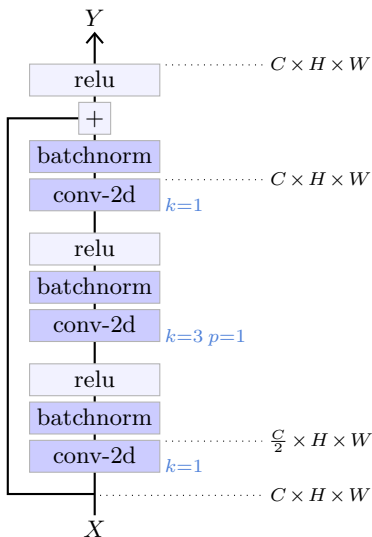 Y
C × H × W
relu
+
batchnorm
C × H × W
conv-2d
k=1
relu
batchnorm
conv-2d
k=3 p=1
relu
batchnorm
C/2 × H × W
conv-2d
k=1
C × H × W
X